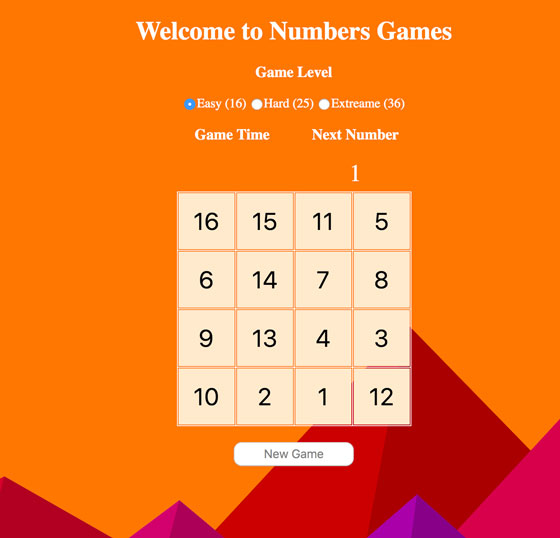 Welcome to Numbers Games
Game Level
Easy (16) Hard (25) Extreame (36)
Game Time Next Number
1
16 15 11 5
6 14 7 8
9 13 4 3
10 2 1 12
New Game